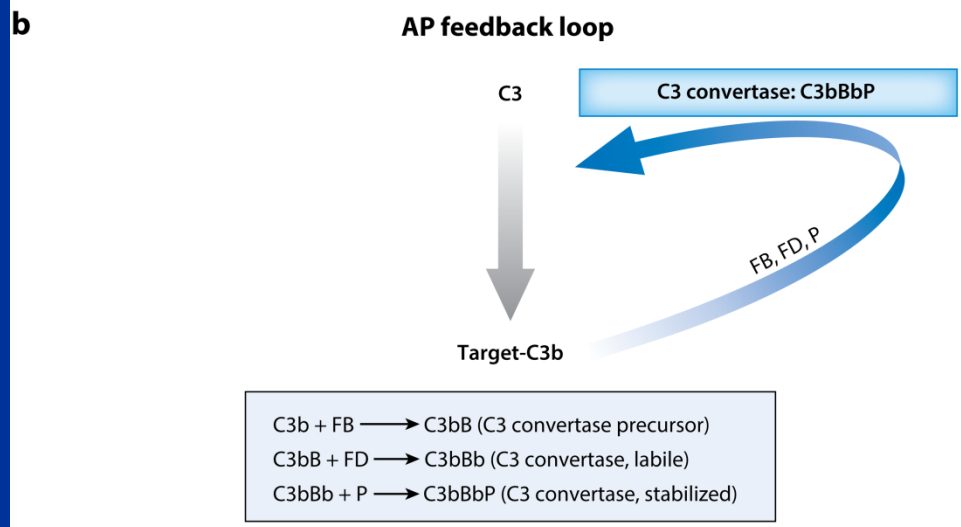 b
AP feedback loop
C3
C3 convertase: C3bBbP
FB, FD, P
Target-C3b
C3b + FB ⟶ C3bB (C3 convertase precursor)
C3bB + FD ⟶ C3bBb (C3 convertase, labile)
C3bBb + P ⟶ C3bBbP (C3 convertase, stabilized)